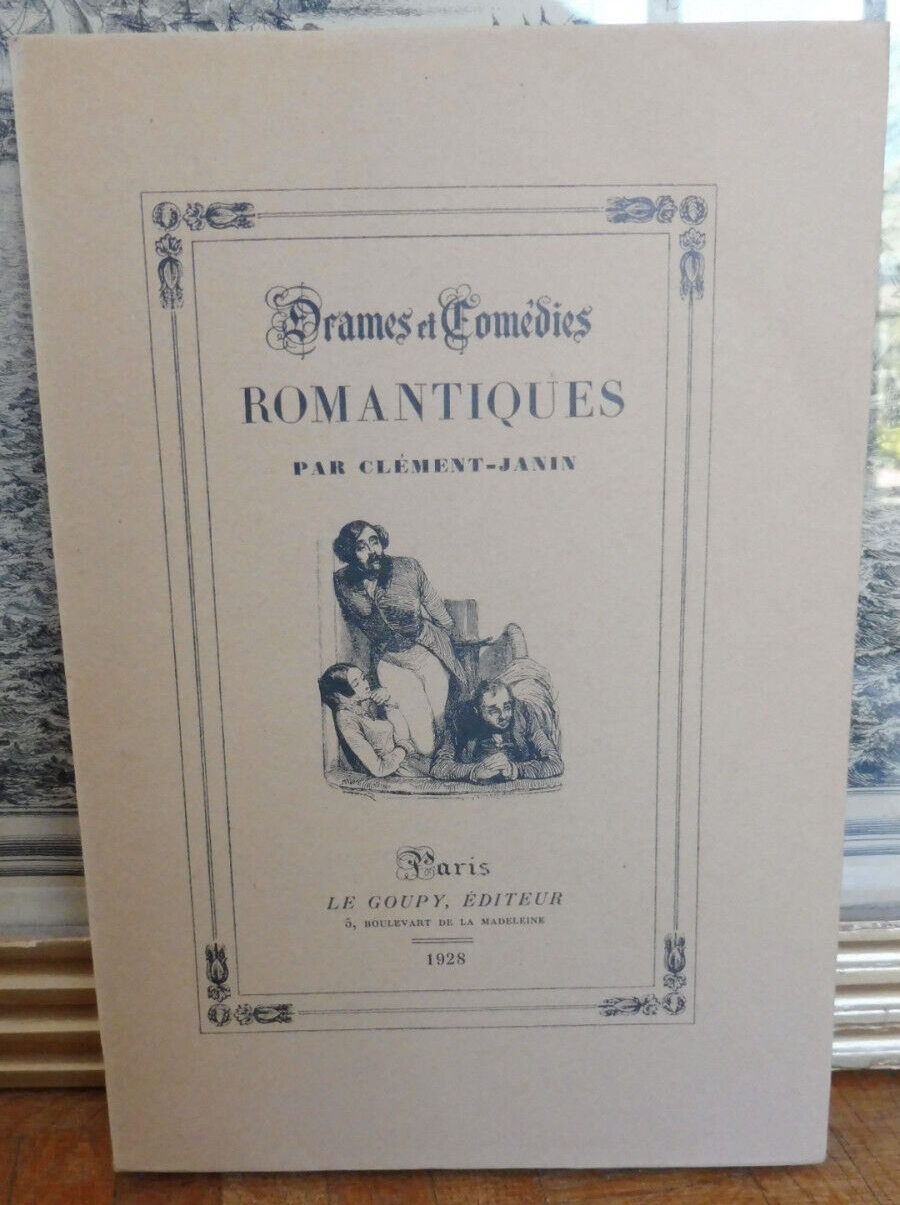 Drames et Comédies
ROMANTIQUES
PAR CLÉMENT-JANIN
Paris
LE GOUPY, ÉDITEUR
5, BOULEVART DE LA MADELEINE
1928